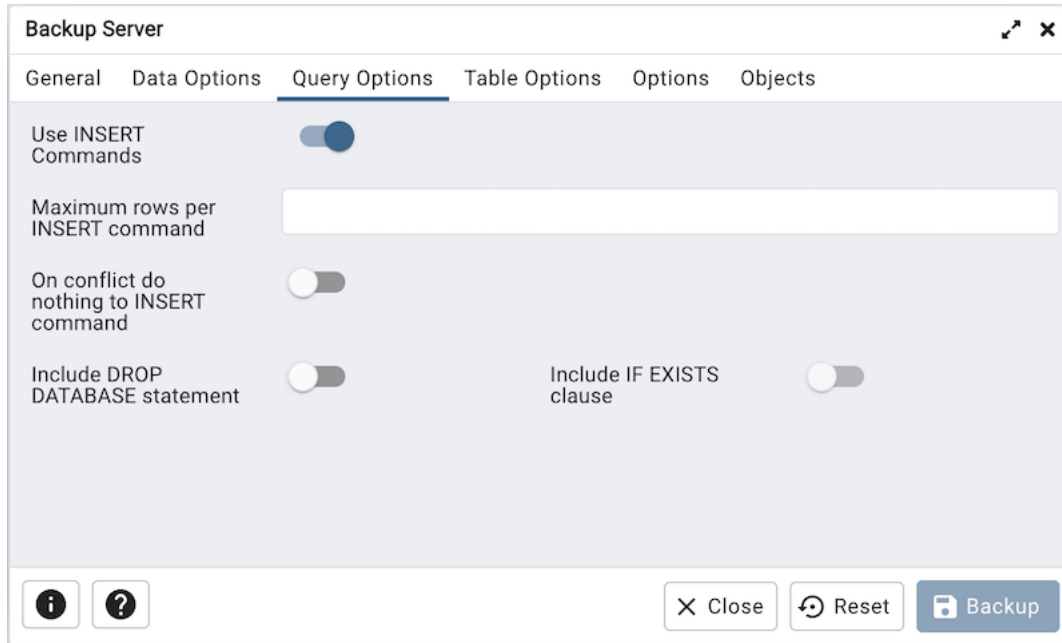 Backup Server
General Data Options Query Options Table Options Options Objects
Use INSERT
Commands
Maximum rows per
INSERT command
On conflict do
nothing to INSERT
command
Include DROP
DATABASE statement
Include IF EXISTS
clause
Close Reset Backup